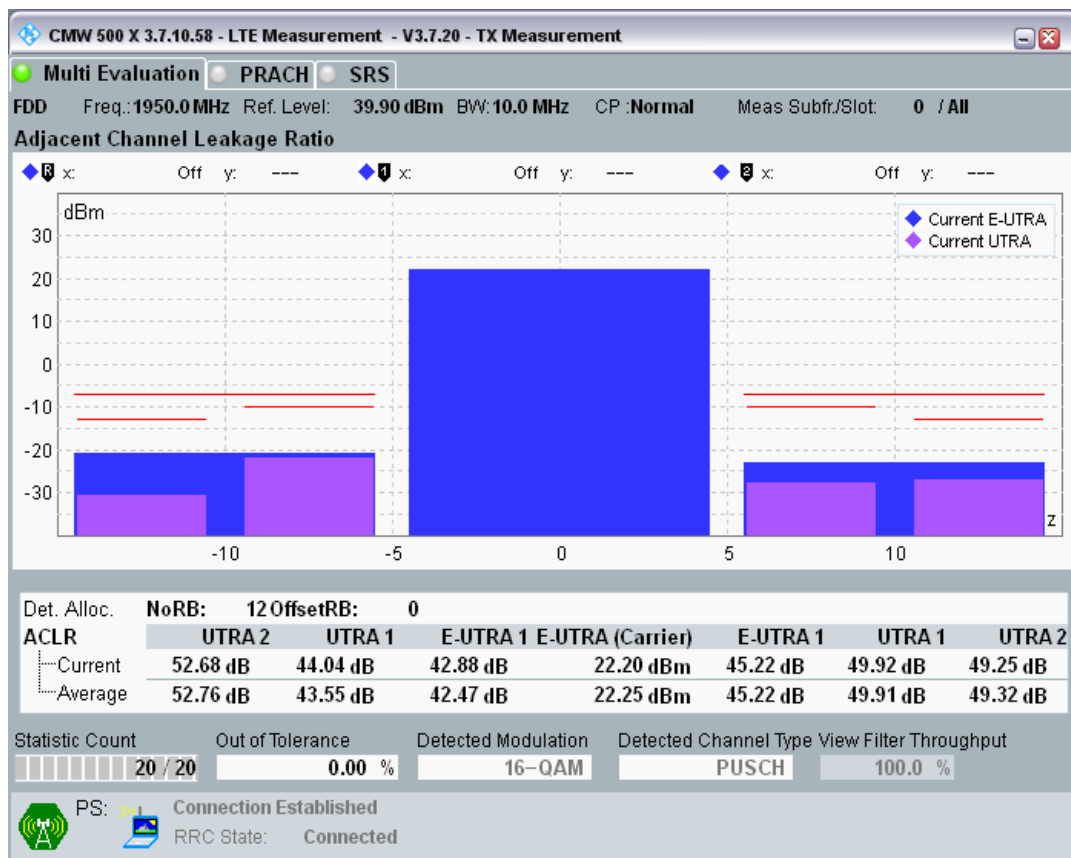 CMW 500 X 3.7.10.58 - LTE Measurement - V3.7.20 - TX Measurement
Multi Evaluation PRACH SRS
FDD Freq.: 1950.0 MHz Ref. Level: 39.90 dBm BW: 10.0 MHz CP :Normal Meas Subfr./Slot: 0 / All
Adjacent Channel Leakage Ratio
R x: Off y: --- 1 x: Off y: --- 2 x: Off y: ---
dBm
Current E-UTRA
Current UTRA
30
20
10
0
-10
-20
-30
z
-10 -5 0 5 10
Det. Alloc. NoRB: 12 OffsetRB: 0
ACLR UTRA 2 UTRA 1 E-UTRA 1 E-UTRA (Carrier) E-UTRA 1 UTRA 1 UTRA 2
Current 52.68 dB 44.04 dB 42.88 dB 22.20 dBm 45.22 dB 49.92 dB 49.25 dB
Average 52.76 dB 43.55 dB 42.47 dB 22.25 dBm 45.22 dB 49.91 dB 49.32 dB
Statistic Count Out of Tolerance Detected Modulation Detected Channel Type View Filter Throughput
20 / 20 0.00 % 16-QAM PUSCH 100.0 %
PS: Connection Established
RRC State: Connected